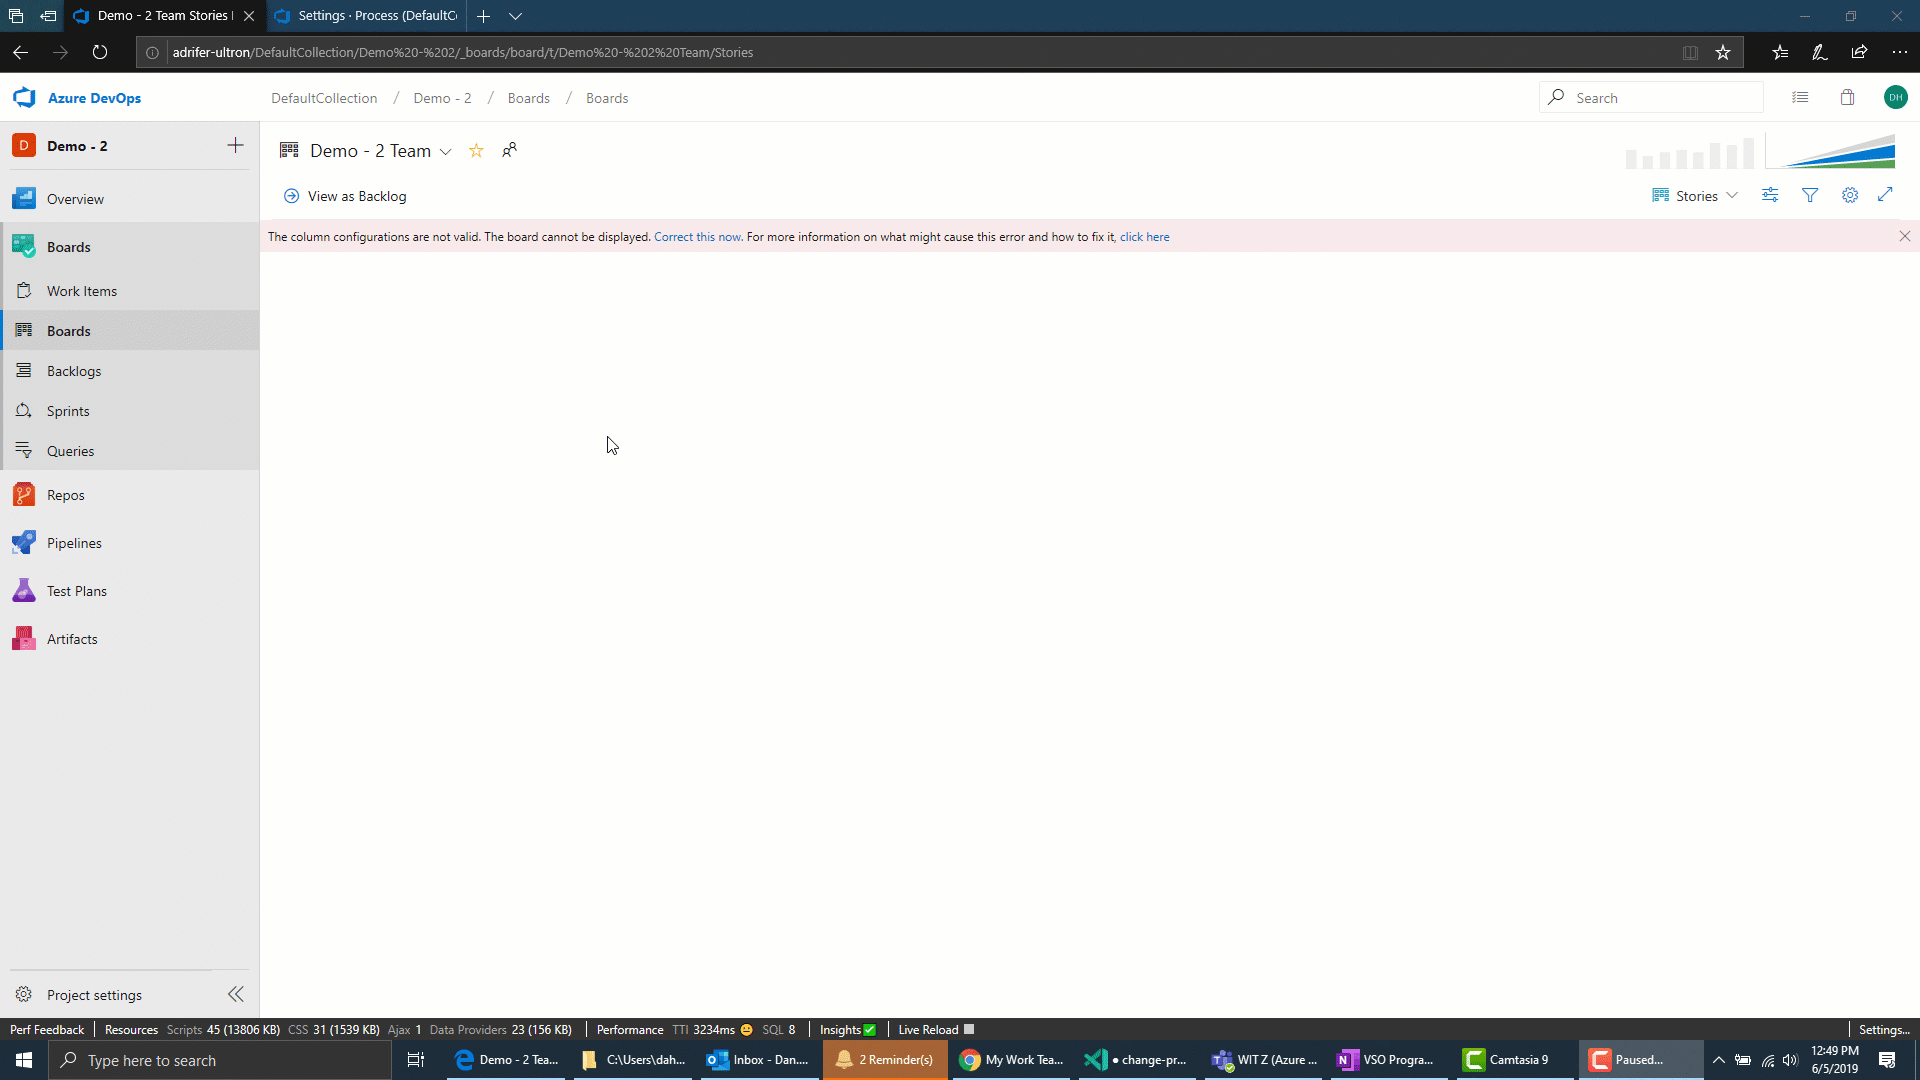 Demo - 2 Team Stories
Settings · Process (DefaultCo
adrifer-ultron/DefaultCollection/Demo%20-%202/_boards/board/t/Demo%20-%202%20Team/Stories
Azure DevOps
DefaultCollection / Demo - 2 / Boards / Boards
Search
DH
D Demo - 2
Demo - 2 Team
Overview
View as Backlog
Stories
Boards
The column configurations are not valid. The board cannot be displayed. Correct this now. For more information on what might cause this error and how to fix it, click here
Work Items
Boards
Backlogs
Sprints
Queries
Repos
Pipelines
Test Plans
Artifacts
Project settings
Perf Feedback | Resources Scripts 45 (13806 KB) CSS 31 (1539 KB) Ajax 1 Data Providers 23 (156 KB) | Performance TTI 3234ms SQL 8 | Insights | Live Reload | Settings...
Type here to search
Demo - 2 Tea...
C:\Users\dah...
Inbox - Dan....
2 Reminder(s)
My Work Tea...
● change-pr...
WIT Z (Azure ...
VSO Progra...
Camtasia 9
Paused...
12:49 PM
6/5/2019